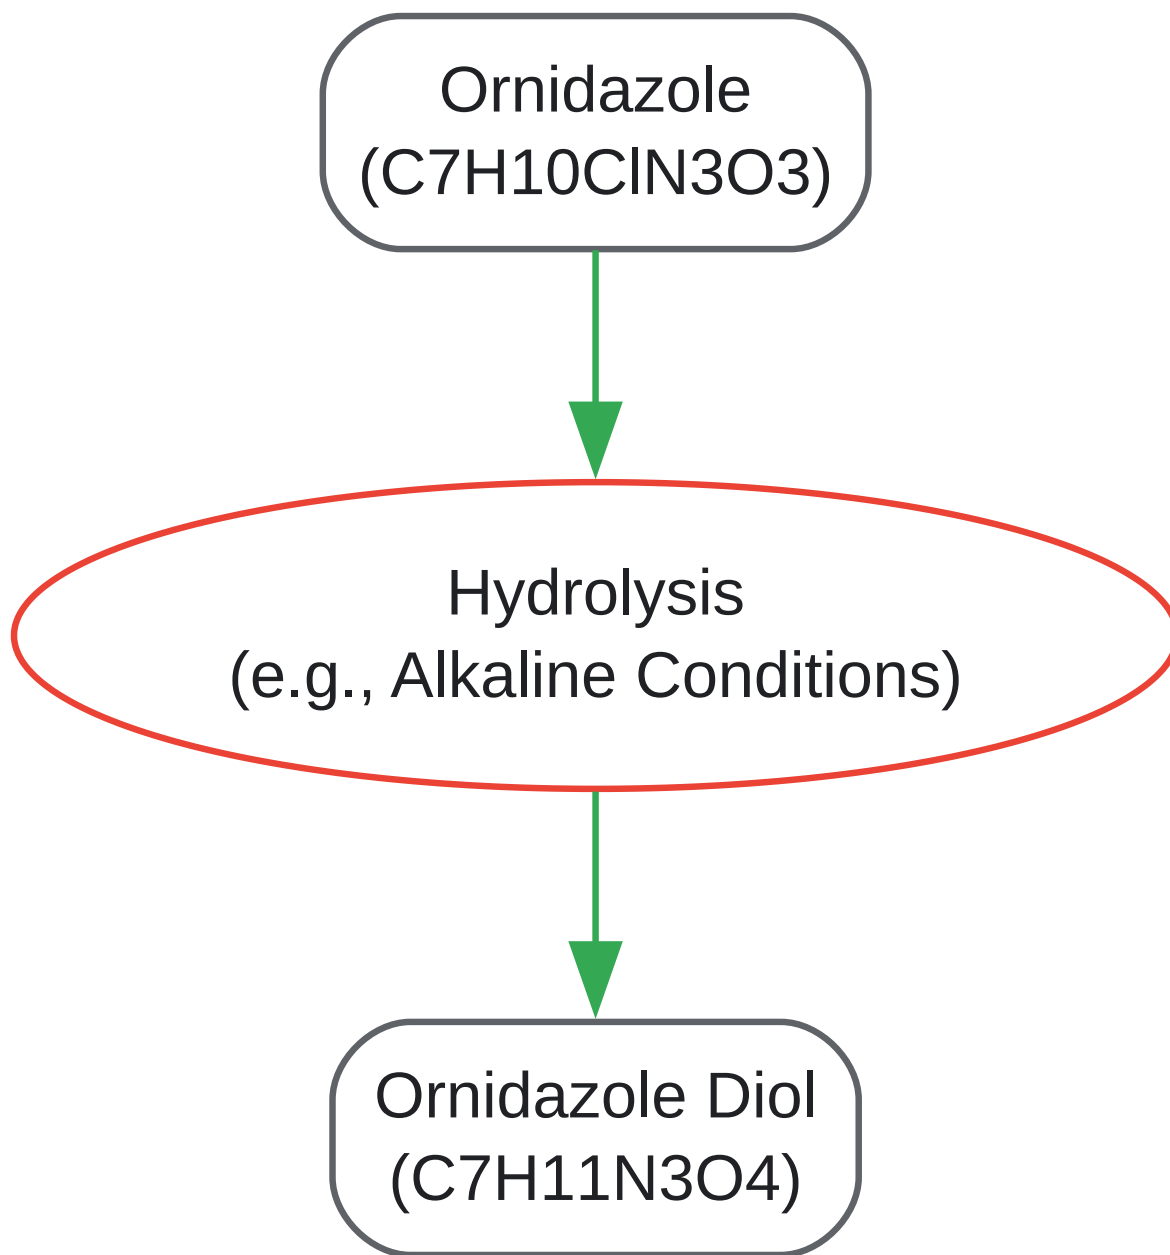 Ornidazole
(C7H10ClN3O3)
Hydrolysis
(e.g., Alkaline Conditions)
Ornidazole Diol
(C7H11N3O4)